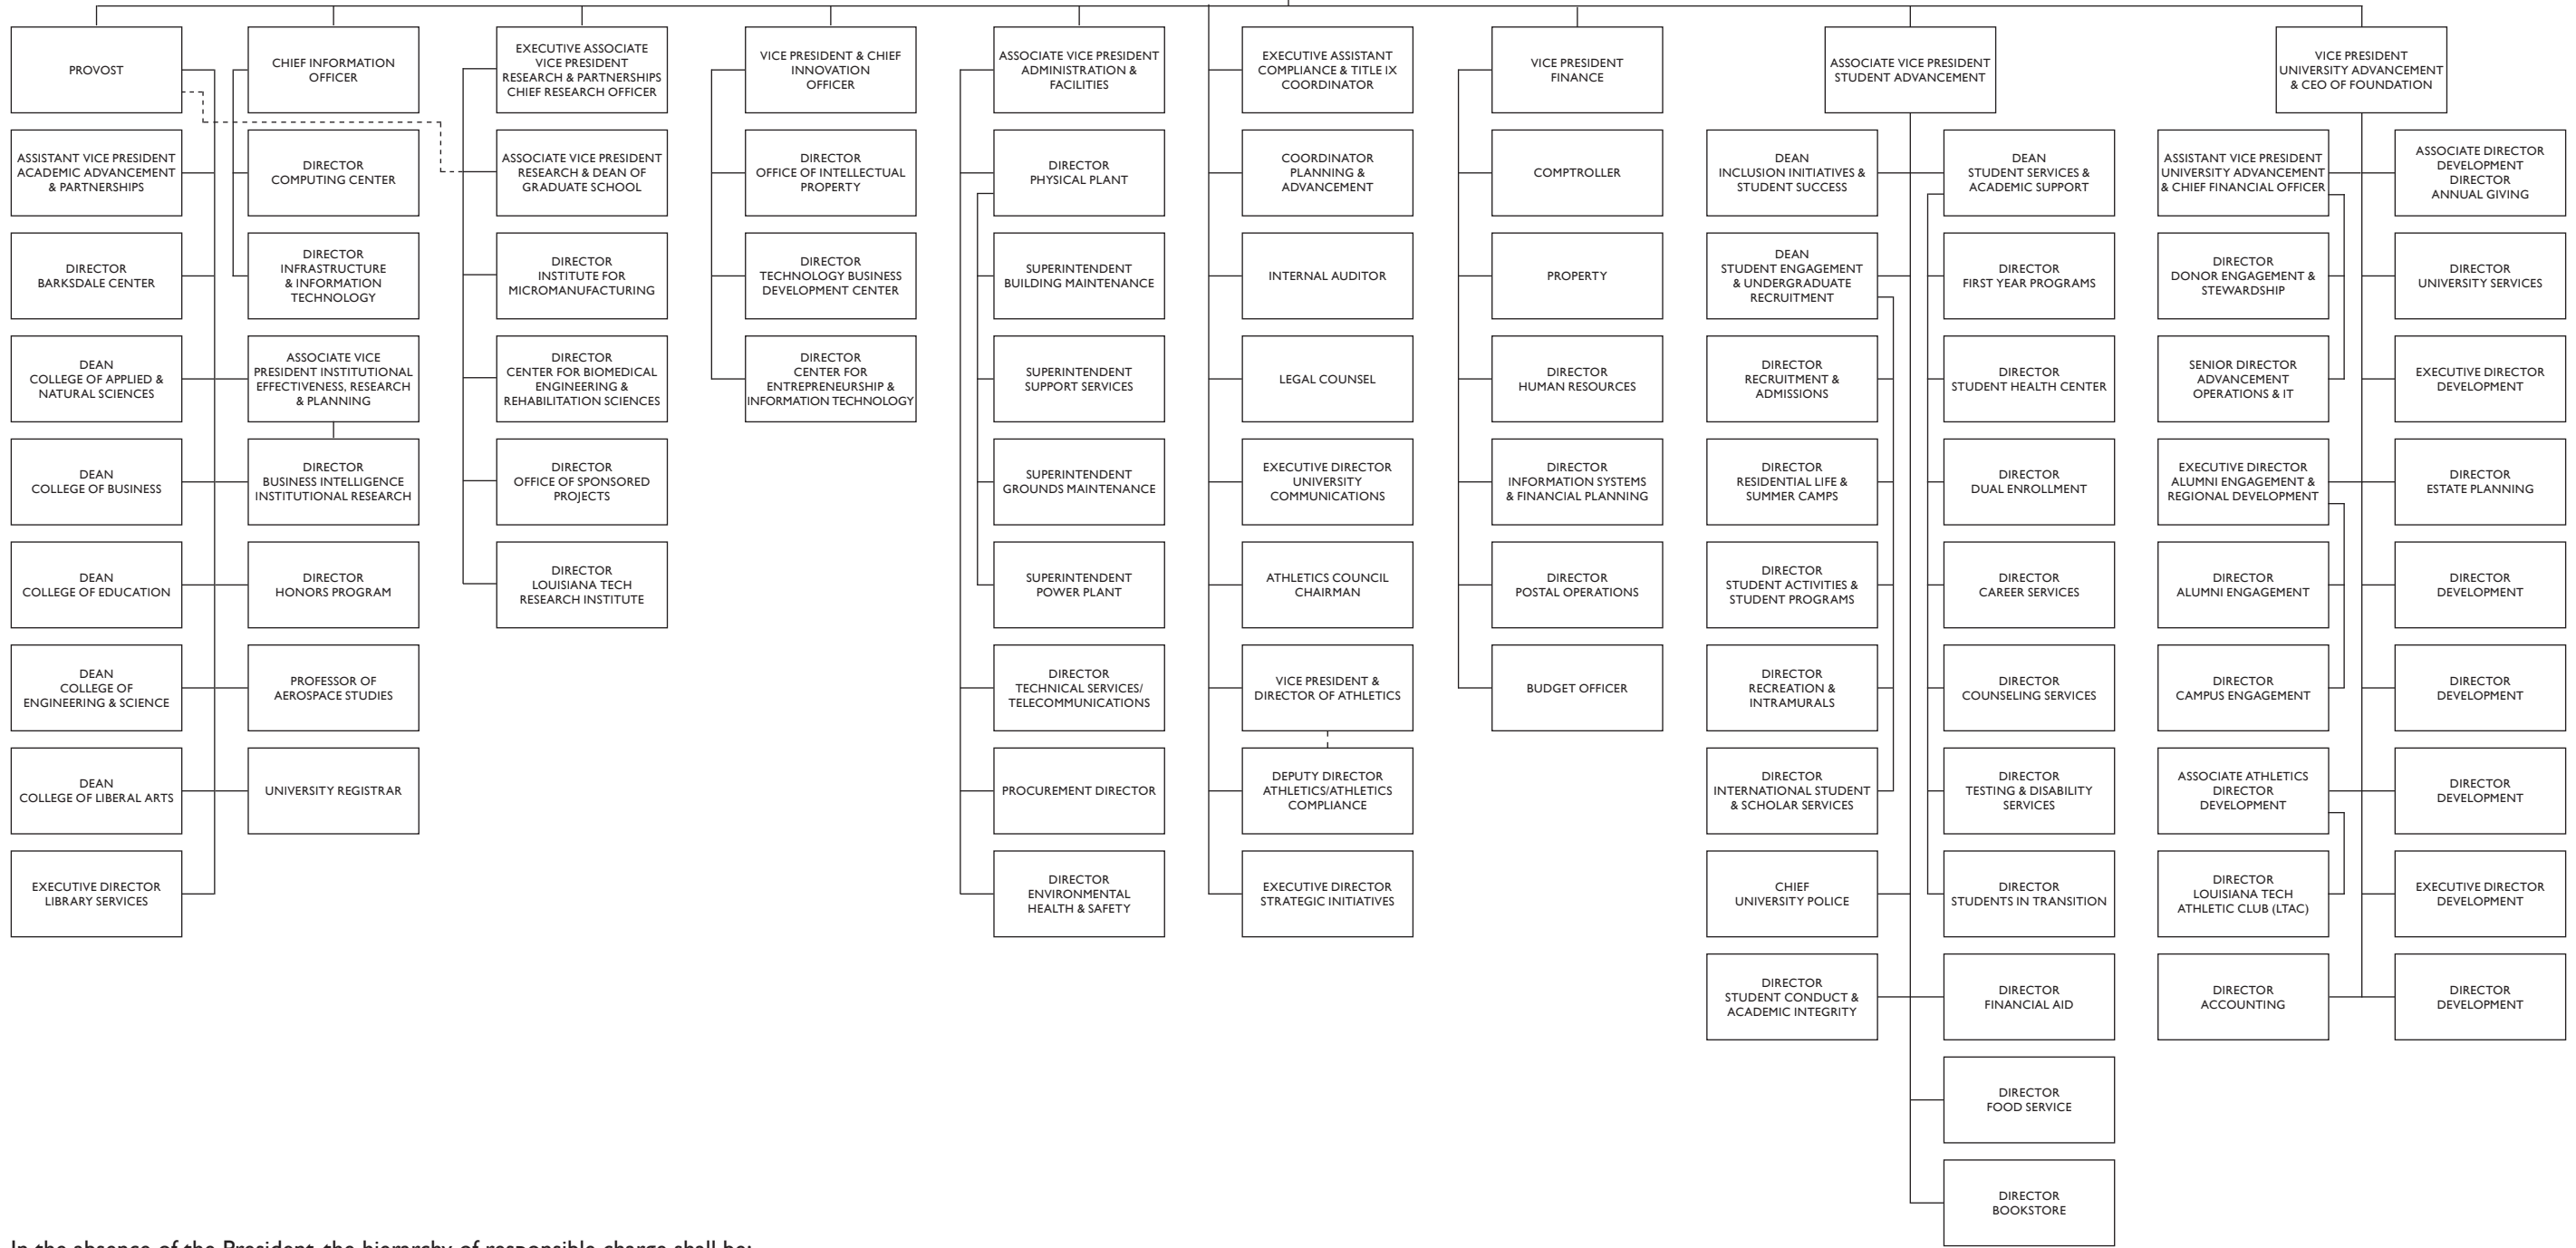 PROVOST
ASSISTANT VICE PRESIDENT
ACADEMIC ADVANCEMENT
& PARTNERSHIPS
DIRECTOR
BARKSDALE CENTER
DEAN
COLLEGE OF APPLIED &
NATURAL SCIENCES
DEAN
COLLEGE OF BUSINESS
DEAN
COLLEGE OF EDUCATION
DEAN
COLLEGE OF
ENGINEERING & SCIENCE
DEAN
COLLEGE OF LIBERAL ARTS
EXECUTIVE DIRECTOR
LIBRARY SERVICES
CHIEF INFORMATION
OFFICER
DIRECTOR
COMPUTING CENTER
DIRECTOR
INFRASTRUCTURE
& INFORMATION
TECHNOLOGY
ASSOCIATE VICE
PRESIDENT INSTITUTIONAL
EFFECTIVENESS, RESEARCH
& PLANNING
DIRECTOR
BUSINESS INTELLIGENCE
INSTITUTIONAL RESEARCH
DIRECTOR
HONORS PROGRAM
PROFESSOR OF
AEROSPACE STUDIES
UNIVERSITY REGISTRAR
EXECUTIVE ASSOCIATE
VICE PRESIDENT
RESEARCH & PARTNERSHIPS
CHIEF RESEARCH OFFICER
ASSOCIATE VICE PRESIDENT
RESEARCH & DEAN OF
GRADUATE SCHOOL
DIRECTOR
INSTITUTE FOR
MICROMANUFACTURING
DIRECTOR
CENTER FOR BIOMEDICAL
ENGINEERING &
REHABILITATION SCIENCES
DIRECTOR
OFFICE OF SPONSORED
PROJECTS
DIRECTOR
LOUISIANA TECH
RESEARCH INSTITUTE
VICE PRESIDENT & CHIEF
INNOVATION
OFFICER
DIRECTOR
OFFICE OF INTELLECTUAL
PROPERTY
DIRECTOR
TECHNOLOGY BUSINESS
DEVELOPMENT CENTER
DIRECTOR
CENTER FOR
ENTREPRENEURSHIP &
INFORMATION TECHNOLOGY
ASSOCIATE VICE PRESIDENT
ADMINISTRATION &
FACILITIES
DIRECTOR
PHYSICAL PLANT
SUPERINTENDENT
BUILDING MAINTENANCE
SUPERINTENDENT
SUPPORT SERVICES
SUPERINTENDENT
GROUNDS MAINTENANCE
SUPERINTENDENT
POWER PLANT
DIRECTOR
TECHNICAL SERVICES/
TELECOMMUNICATIONS
PROCUREMENT DIRECTOR
DIRECTOR
ENVIRONMENTAL
HEALTH & SAFETY
EXECUTIVE ASSISTANT
COMPLIANCE & TITLE IX
COORDINATOR
COORDINATOR
PLANNING &
ADVANCEMENT
INTERNAL AUDITOR
LEGAL COUNSEL
EXECUTIVE DIRECTOR
UNIVERSITY
COMMUNICATIONS
ATHLETICS COUNCIL
CHAIRMAN
VICE PRESIDENT &
DIRECTOR OF ATHLETICS
DEPUTY DIRECTOR
ATHLETICS/ATHLETICS
COMPLIANCE
EXECUTIVE DIRECTOR
STRATEGIC INITIATIVES
VICE PRESIDENT
FINANCE
COMPTROLLER
PROPERTY
DIRECTOR
HUMAN RESOURCES
DIRECTOR
INFORMATION SYSTEMS
& FINANCIAL PLANNING
DIRECTOR
POSTAL OPERATIONS
BUDGET OFFICER
ASSOCIATE VICE PRESIDENT
STUDENT ADVANCEMENT
DEAN
INCLUSION INITIATIVES &
STUDENT SUCCESS
DEAN
STUDENT ENGAGEMENT
& UNDERGRADUATE
RECRUITMENT
DIRECTOR
RECRUITMENT &
ADMISSIONS
DIRECTOR
RESIDENTIAL LIFE &
SUMMER CAMPS
DIRECTOR
STUDENT ACTIVITIES &
STUDENT PROGRAMS
DIRECTOR
RECREATION &
INTRAMURALS
DIRECTOR
INTERNATIONAL STUDENT
& SCHOLAR SERVICES
CHIEF
UNIVERSITY POLICE
DIRECTOR
STUDENT CONDUCT &
ACADEMIC INTEGRITY
DEAN
STUDENT SERVICES &
ACADEMIC SUPPORT
DIRECTOR
FIRST YEAR PROGRAMS
DIRECTOR
STUDENT HEALTH CENTER
DIRECTOR
DUAL ENROLLMENT
DIRECTOR
CAREER SERVICES
DIRECTOR
COUNSELING SERVICES
DIRECTOR
TESTING & DISABILITY
SERVICES
DIRECTOR
STUDENTS IN TRANSITION
DIRECTOR
FINANCIAL AID
DIRECTOR
FOOD SERVICE
DIRECTOR
BOOKSTORE
VICE PRESIDENT
UNIVERSITY ADVANCEMENT
& CEO OF FOUNDATION
ASSISTANT VICE PRESIDENT
UNIVERSITY ADVANCEMENT
& CHIEF FINANCIAL OFFICER
DIRECTOR
DONOR ENGAGEMENT &
STEWARDSHIP
SENIOR DIRECTOR
ADVANCEMENT
OPERATIONS & IT
EXECUTIVE DIRECTOR
ALUMNI ENGAGEMENT &
REGIONAL DEVELOPMENT
DIRECTOR
ALUMNI ENGAGEMENT
DIRECTOR
CAMPUS ENGAGEMENT
ASSOCIATE ATHLETICS
DIRECTOR
DEVELOPMENT
DIRECTOR
LOUISIANA TECH
ATHLETIC CLUB (LTAC)
DIRECTOR
ACCOUNTING
ASSOCIATE DIRECTOR
DEVELOPMENT
DIRECTOR
ANNUAL GIVING
DIRECTOR
UNIVERSITY SERVICES
EXECUTIVE DIRECTOR
DEVELOPMENT
DIRECTOR
ESTATE PLANNING
DIRECTOR
DEVELOPMENT
DIRECTOR
DEVELOPMENT
DIRECTOR
DEVELOPMENT
EXECUTIVE DIRECTOR
DEVELOPMENT
DIRECTOR
DEVELOPMENT
In the absence of the President, the hierarchy of responsible charge shall be: